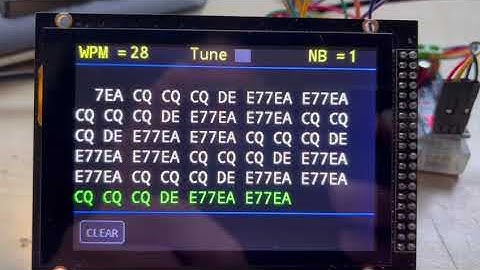 WPM =28 Tune NB =1
7EA CQ CQ CQ DE E77EA E77EA
CQ CQ CQ DE E77EA E77EA CQ CQ
CQ DE E77EA E77EA CQ CQ CQ DE
E77EA E77EA CQ CQ CQ DE E77EA
E77EA CQ CQ CQ DE E77EA E77EA
CQ CQ CQ DE E77EA E77EA
CLEAR